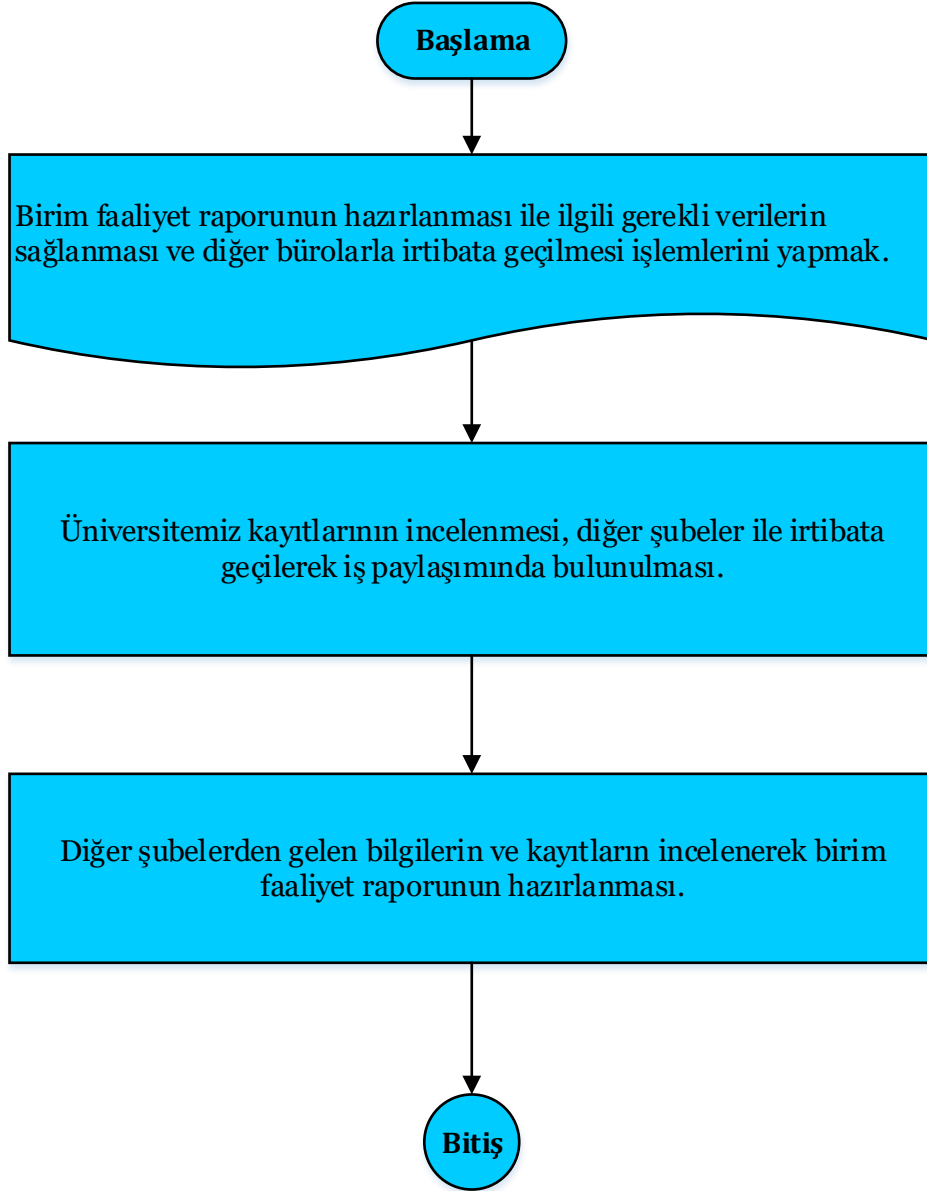 Başlama
Birim faaliyet raporunun hazırlanması ile ilgili gerekli verilerin
sağlanması ve diğer bürolarla irtibata geçilmesi işlemlerini yapmak.
Üniversitemiz kayıtlarının incelenmesi, diğer şubeler ile irtibata
geçilerek iş paylaşımında bulunulması.
Diğer şubelerden gelen bilgilerin ve kayıtların incelenerek birim
faaliyet raporunun hazırlanması.
Bitiş